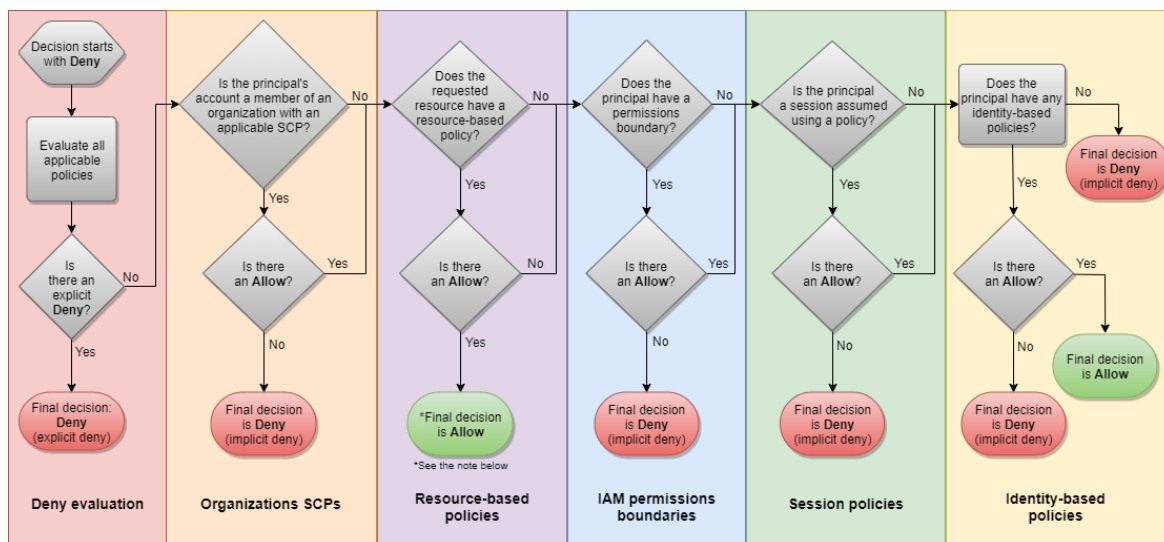 Decision starts
with Deny
Evaluate all
applicable
policies
Is
there an
explicit
Deny?
No
Yes
Final decision:
Deny
(explicit deny)
Deny evaluation
Is the principal's
account a member of an
organization with an
applicable SCP?
No
Yes
Is there
an Allow?
Yes
No
Final decision
is Deny
(implicit deny)
Organizations SCPs
Does the
requested
resource have a
resource-based
policy?
No
Yes
Is there
an Allow?
No
Yes
*Final decision
is Allow
*See the note below
Resource-based
policies
Does the
principal have a
permissions
boundary?
No
Yes
Is there
an Allow?
Yes
No
Final decision
is Deny
(implicit deny)
IAM permissions
boundaries
Is the principal
a session assumed
using a policy?
No
Yes
Is there
an Allow?
Yes
No
Final decision
is Deny
(implicit deny)
Session policies
Does the
principal have any
identity-based
policies?
No
Final decision
is Deny
(implicit deny)
Yes
Is there
an Allow?
Yes
Final decision
is Allow
No
Final decision
is Deny
(implicit deny)
Identity-based
policies